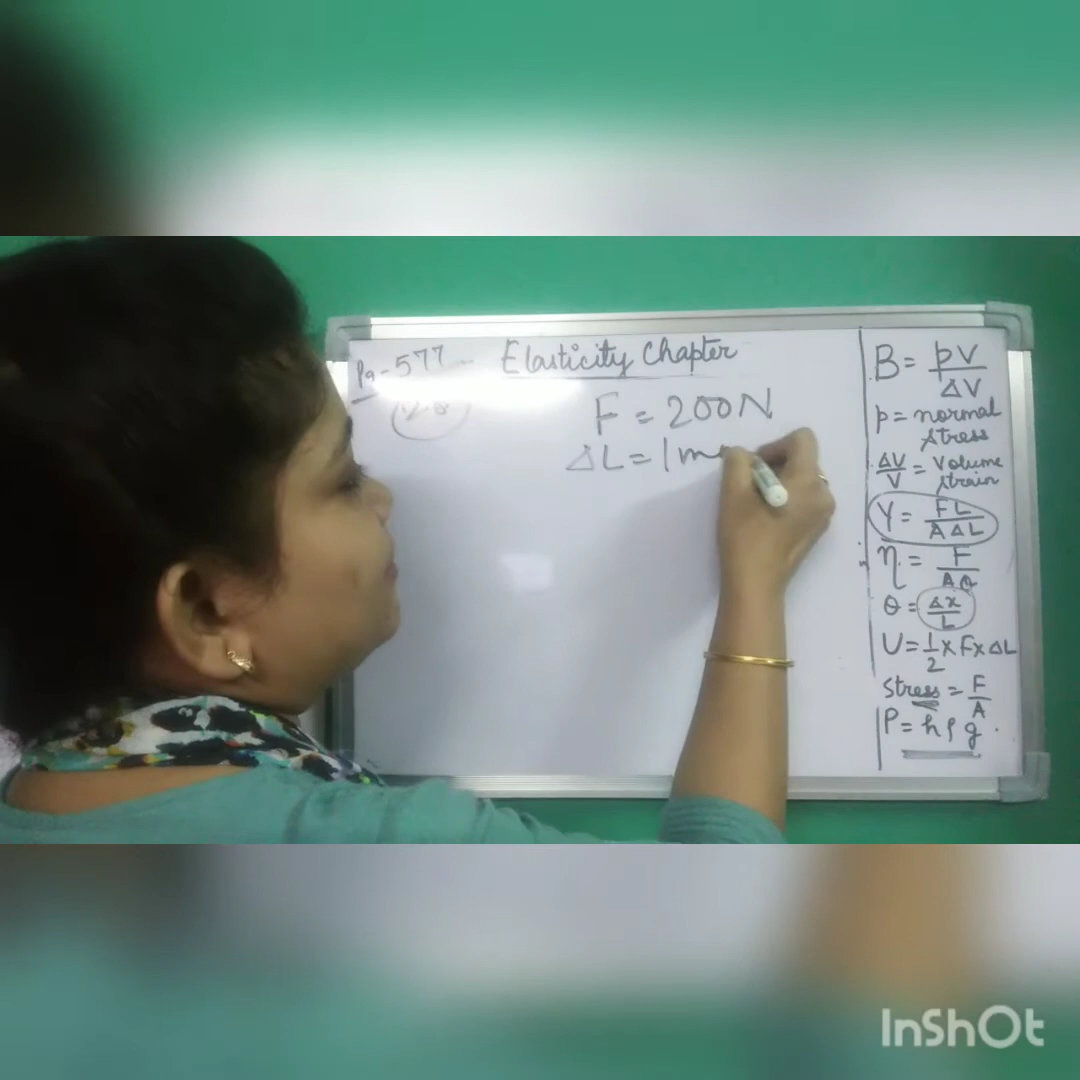 Pg - 577
Elasticity Chapter
F = 200N
ΔL = 1m
B = pV/ΔV
p = normal
stress
ΔV/V = Volume
strain
Y = FL/AΔL
η = F/Aθ
θ = Δx/L
U = 1/2 x F x ΔL
Stress = F/A
P = hρg
InShOt